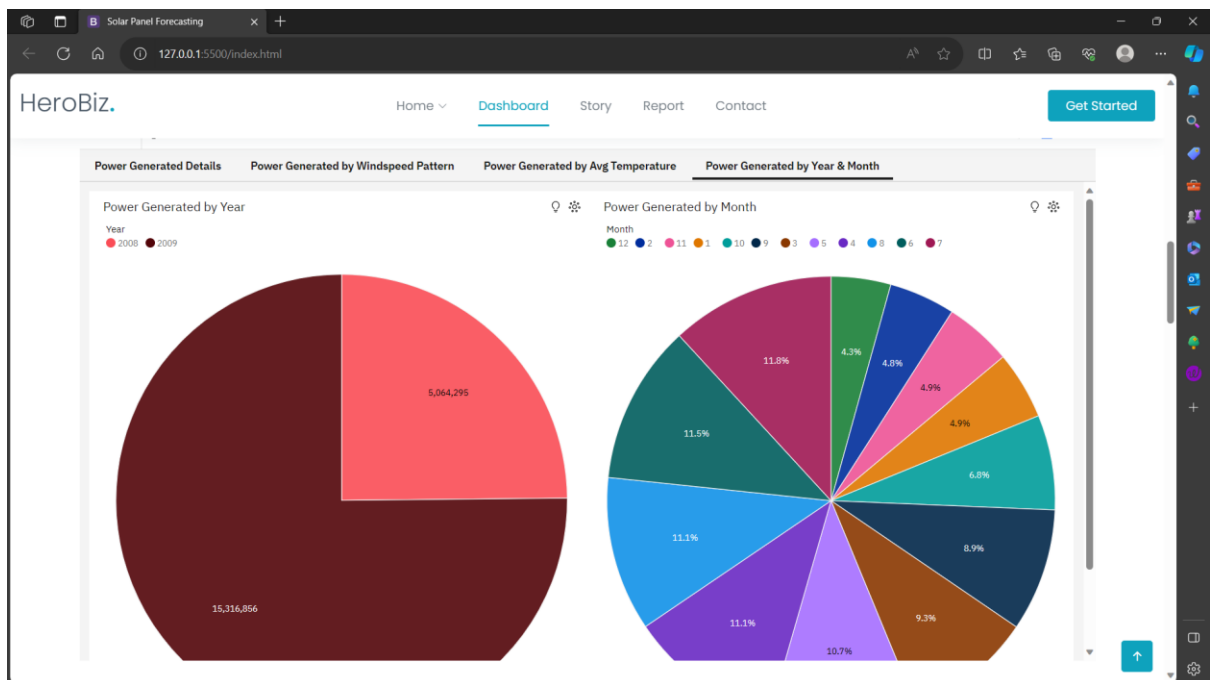 B Solar Panel Forecasting
127.0.0.1:5500/index.html
HeroBiz.
Home Dashboard Story Report Contact
Get Started
Power Generated Details Power Generated by Windspeed Pattern Power Generated by Avg Temperature Power Generated by Year & Month
Power Generated by Year
Year
2008 2009
5,064,295
15,316,856
Power Generated by Month
Month
12 2 11 1 10 9 3 5 4 8 6 7
4.3%
4.8%
4.9%
4.9%
6.8%
8.9%
9.3%
10.7%
11.1%
11.1%
11.5%
11.8%